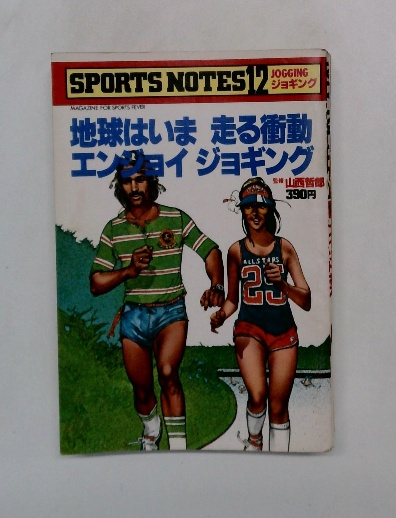 SPORTS NOTES 12
JOGGING
ジョギング
MAGAZINE FOR SPORTS FEVER
地球はいま 走る衝動
エンジョイ ジョギング
監修 山西哲郎
390円
ALL STARS
25